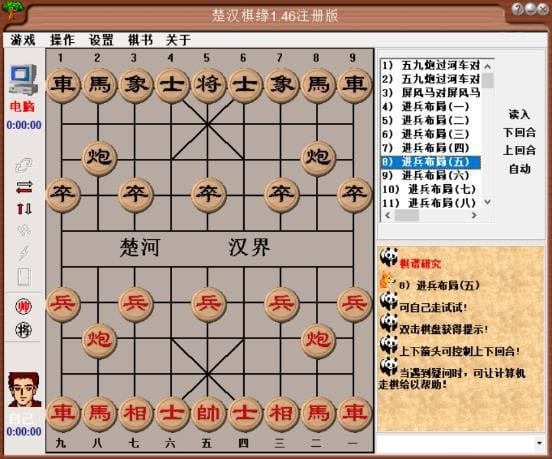 楚汉棋缘1.46注册版
游戏 操作 设置 棋书 关于
1 2 3 4 5 6 7 8 9
電脑
0:00:00
車 馬 象 士 将 士 象 馬 車
炮 炮
卒 卒 卒 卒 卒
楚河 汉界
兵 兵 兵 兵 兵
炮 炮
車 馬 相 士 帥 士 相 馬 車
九 八 七 六 五 四 三 二 一
帅
将
自己
0:00:00
1) 五九炮过河车对
2) 五九炮过河车对
3) 屏风马对屏风马
4) 进兵布局(一)
5) 进兵布局(二)
6) 进兵布局(三)
7) 进兵布局(四)
8) 进兵布局(五)
9) 进兵布局(六)
10) 进兵布局(七)
11) 进兵布局(八)
读入
下回合
上回合
自动
棋谱研究
8) 进兵布局(五)
可自己走试试!
双击棋盘获得提示!
上下箭头可控制上下回合!
当遇到疑问时,可让计算机
走棋给以帮助!